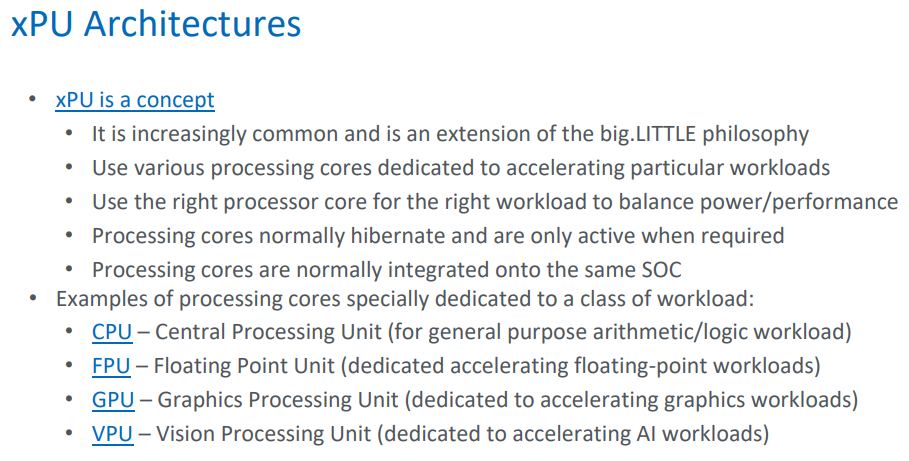 xPU Architectures
• xPU is a concept
• It is increasingly common and is an extension of the big.LITTLE philosophy
• Use various processing cores dedicated to accelerating particular workloads
• Use the right processor core for the right workload to balance power/performance
• Processing cores normally hibernate and are only active when required
• Processing cores are normally integrated onto the same SOC
• Examples of processing cores specially dedicated to a class of workload:
• CPU – Central Processing Unit (for general purpose arithmetic/logic workload)
• FPU – Floating Point Unit (dedicated accelerating floating-point workloads)
• GPU – Graphics Processing Unit (dedicated to accelerating graphics workloads)
• VPU – Vision Processing Unit (dedicated to accelerating AI workloads)